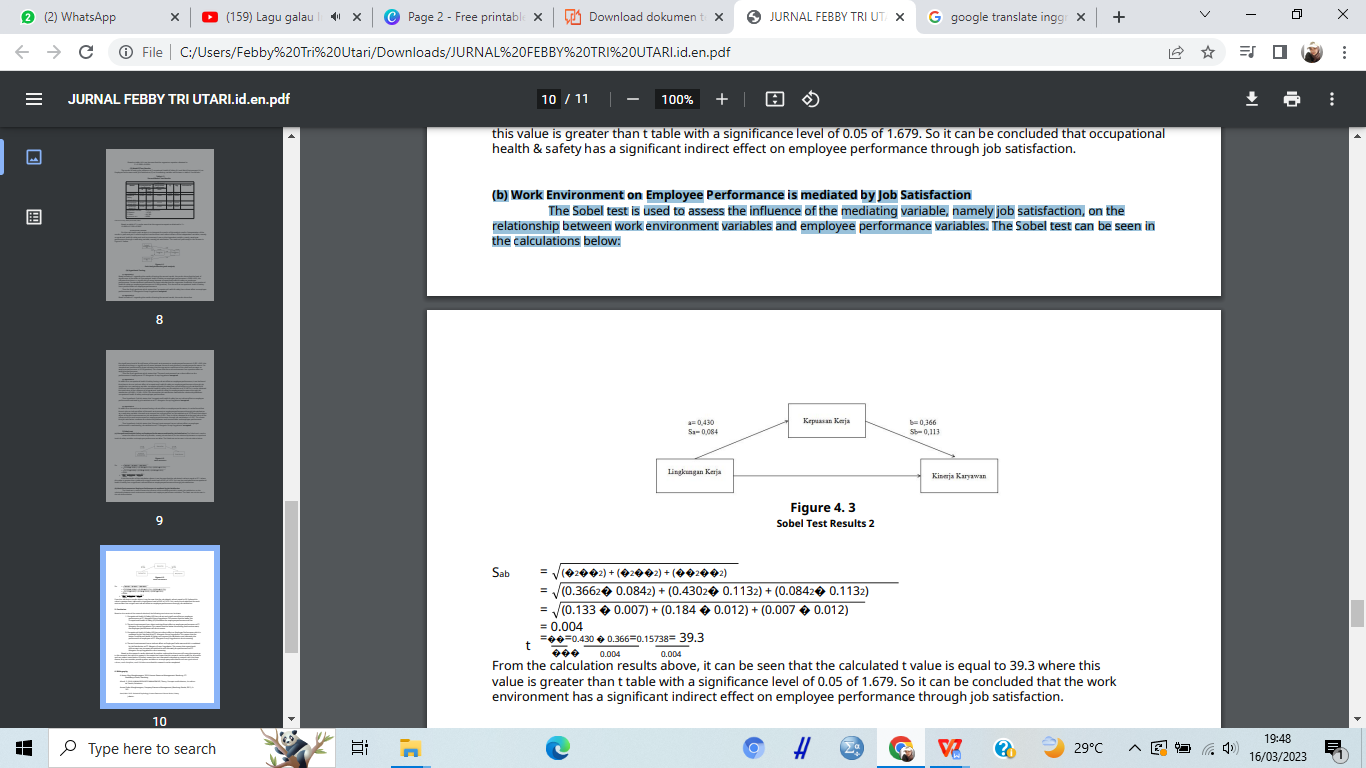 (2) WhatsApp
(159) Lagu galau
Page 2 - Free printabl
Download dokumen t
JURNAL FEBBY TRI UT
google translate inggr
File
C:/Users/Febby%20Tri%20Utari/Downloads/JURNAL%20FEBBY%20TRI%20UTARI.id.en.pdf
JURNAL FEBBY TRI UTARI.id.en.pdf
10 / 11
100%
8
9
10
this value is greater than t table with a significance level of 0.05 of 1.679. So it can be concluded that occupational
health & safety has a significant indirect effect on employee performance through job satisfaction.
(b) Work Environment on Employee Performance is mediated by Job Satisfaction
The Sobel test is used to assess the influence of the mediating variable, namely job satisfaction, on the
relationship between work environment variables and employee performance variables. The Sobel test can be seen in
the calculations below:
Kepuasan Kerja
a= 0,430
Sa= 0,084
b= 0,366
Sb= 0,113
Lingkungan Kerja
Kinerja Karyawan
Figure 4. 3
Sobel Test Results 2
Sab = √(�2��2) + (�2��2) + (��2��2)
= √(0.3662� 0.0842) + (0.4302� 0.1132) + (0.0842� 0.1132)
= √(0.133 � 0.007) + (0.184 � 0.012) + (0.007 � 0.012)
= 0.004
t =��=0.430 � 0.366=0.15738= 39.3
��� 0.004 0.004
From the calculation results above, it can be seen that the calculated t value is equal to 39.3 where this
value is greater than t table with a significance level of 0.05 of 1.679. So it can be concluded that the work
environment has a significant indirect effect on employee performance through job satisfaction.
Type here to search
29°C
19:48
16/03/2023
1